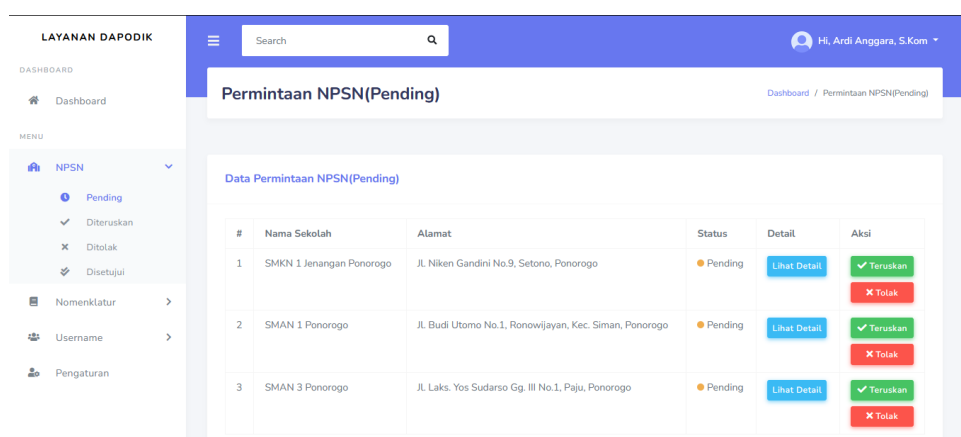 LAYANAN DAPODIK
DASHBOARD
Dashboard
MENU
NPSN
Pending
Diteruskan
Ditolak
Disetujui
Nomenklatur
Username
Pengaturan
Search
Hi, Ardi Anggara, S.Kom
Permintaan NPSN(Pending)
Dashboard / Permintaan NPSN(Pending)
Data Permintaan NPSN(Pending)
# Nama Sekolah Alamat Status Detail Aksi
1 SMKN 1 Jenangan Ponorogo Jl. Niken Gandini No.9, Setono, Ponorogo Pending Lihat Detail Teruskan
Tolak
2 SMAN 1 Ponorogo Jl. Budi Utomo No.1, Ronowijayan, Kec. Siman, Ponorogo Pending Lihat Detail Teruskan
Tolak
3 SMAN 3 Ponorogo Jl. Laks. Yos Sudarso Gg. III No.1, Paju, Ponorogo Pending Lihat Detail Teruskan
Tolak